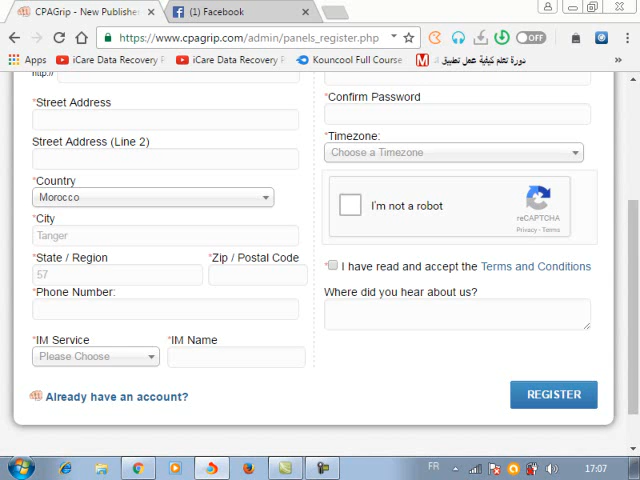 CPAGrip - New Publishe
(1) Facebook
https://www.cpagrip.com/admin/panels_register.php
OFF
Apps
iCare Data Recovery P
iCare Data Recovery P
Kouncool Full Course
دورة تعلم كيفية عمل تطبيق
http://
*Street Address
*Confirm Password
Street Address (Line 2)
*Timezone:
Choose a Timezone
*Country
Morocco
I'm not a robot
reCAPTCHA
Privacy - Terms
*City
Tanger
*State / Region
*Zip / Postal Code
57
*I have read and accept the Terms and Conditions
*Phone Number:
Where did you hear about us?
*IM Service
*IM Name
Please Choose
Already have an account?
REGISTER
FR
17:07